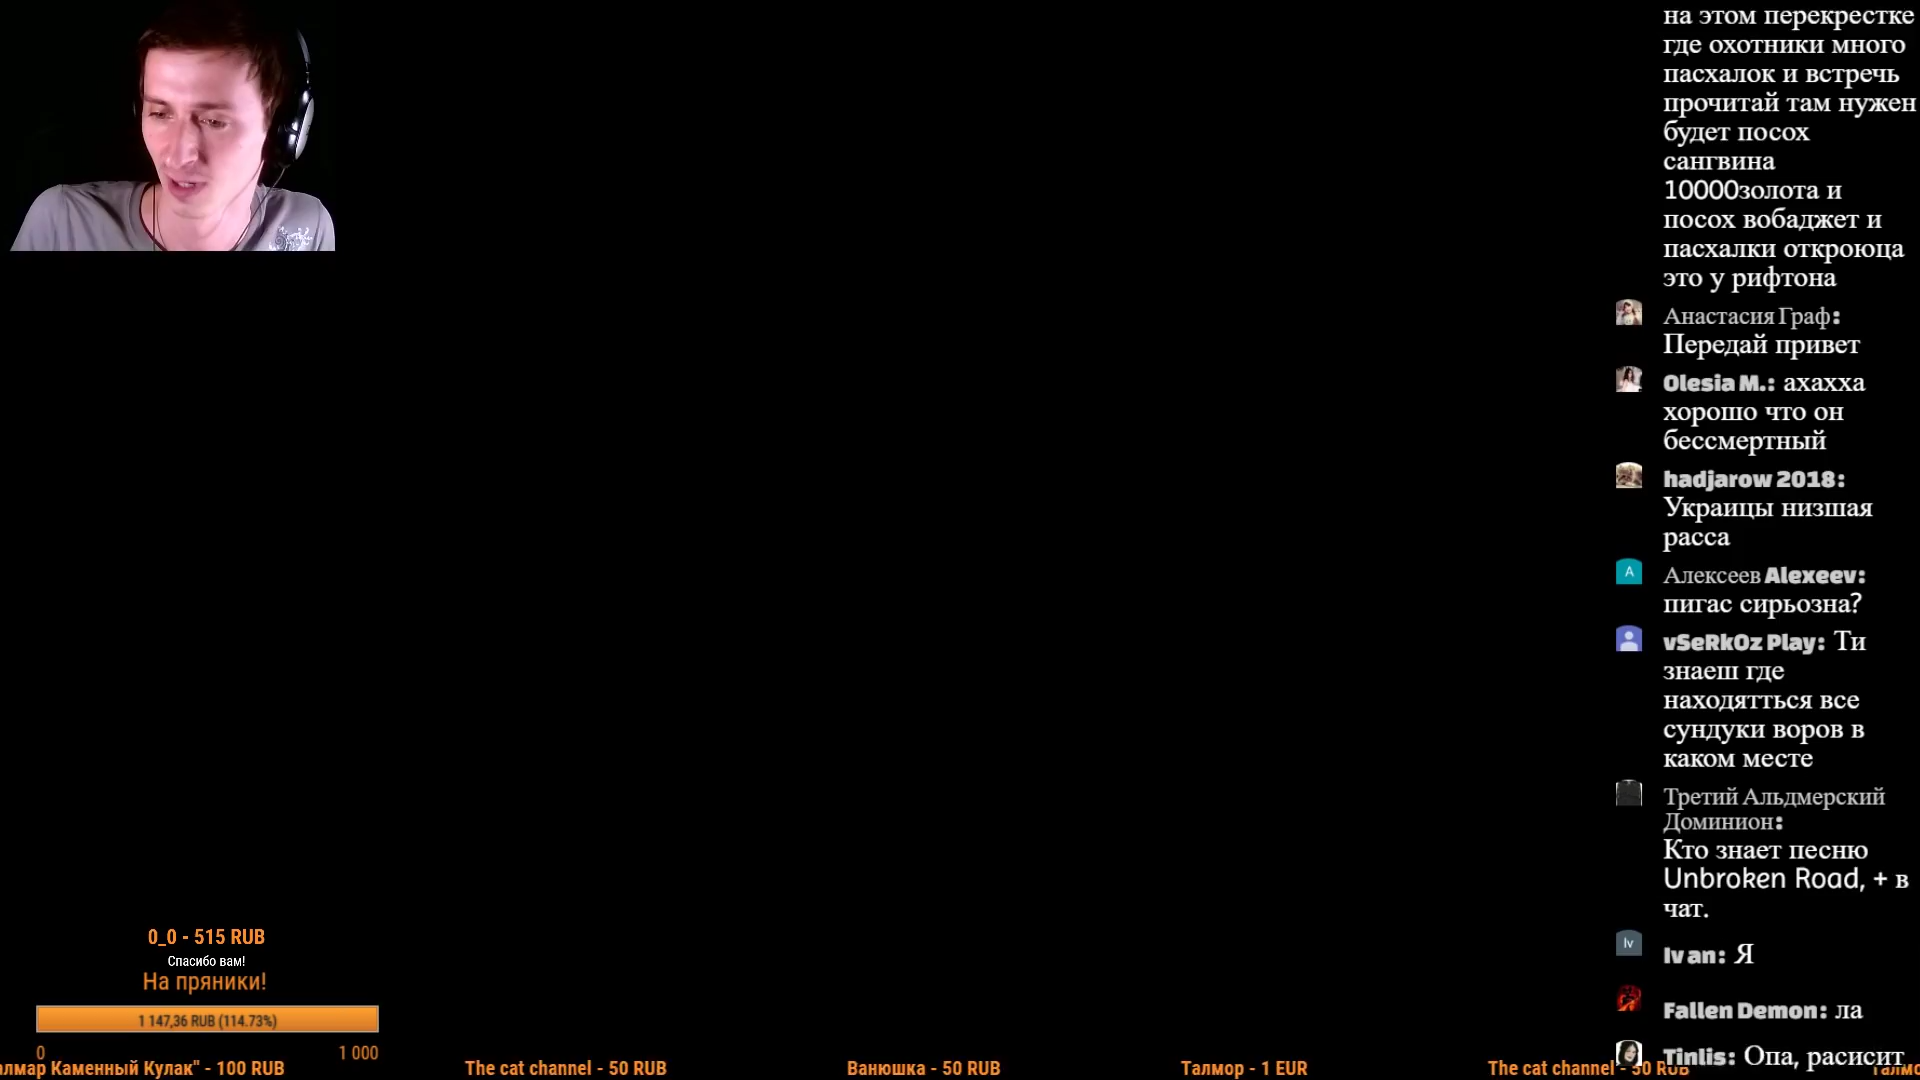 на этом перекрестке
где охотники много
пасхалок и встречь
прочитай там нужен
будет посох
сангвина
10000золота и
посох вобаджет и
пасхалки откроюца
это у рифтона
Анастасия Граф:
Передай привет
Olesia M.: ахахха
хорошо что он
бессмертный
hadjarow 2018:
Украицы низшая
расса
А
Алексеев Alexeev:
пигас сирьозна?
vSeRkOz Play: Ти
знаеш где
находятться все
сундуки воров в
каком месте
Третий Альдмерский
Доминион:
Кто знает песню
Unbroken Road, + в
чат.
Iv
Iv an: Я
Fallen Demon: ла
Tinlis: Опа, расисит
0_0 - 515 RUB
Спасибо вам!
На пряники!
1 147,36 RUB (114.73%)
0 1 000
алмар Каменный Кулак" - 100 RUB The cat channel - 50 RUB Ванюшка - 50 RUB Талмор - 1 EUR The cat channel - 50 RUB